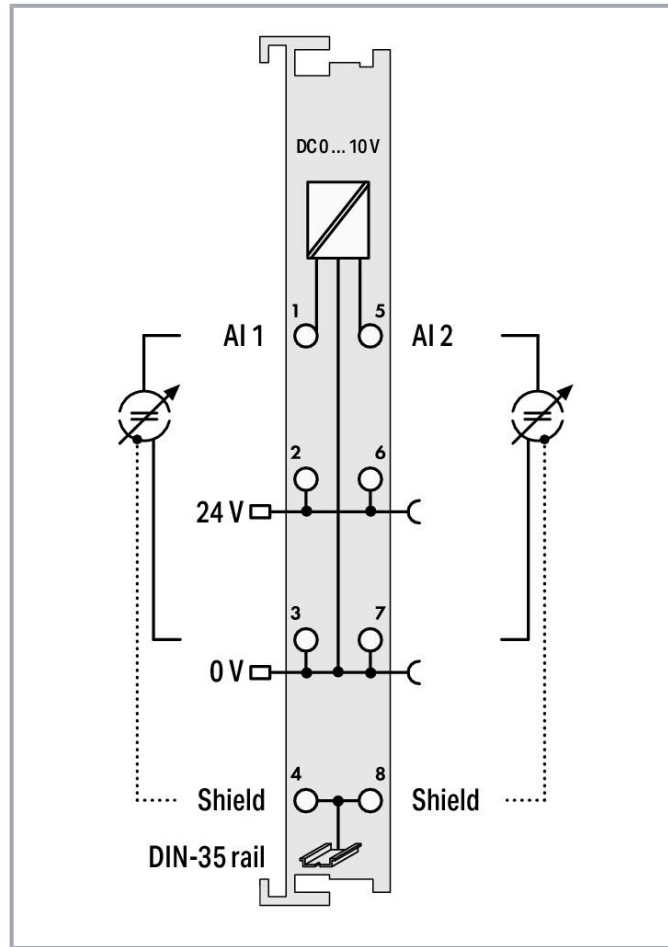 DC 0 ... 10 V
1 5
AI 1 AI 2
2 6
24 V
3 7
0 V
4 8
Shield Shield
DIN-35 rail